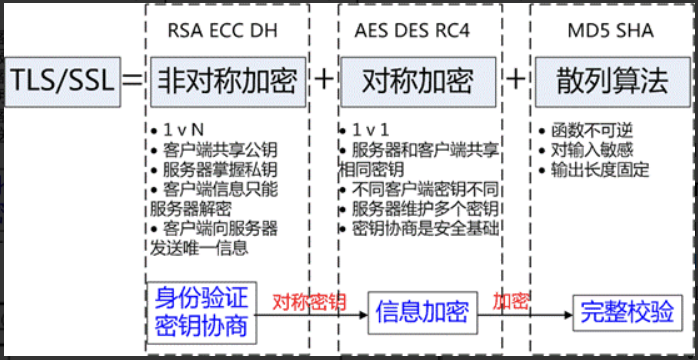 RSA ECC DH
AES DES RC4
MD5 SHA
TLS/SSL = 非对称加密 + 对称加密 + 散列算法
• 1 v N
• 客户端共享公钥
• 服务器掌握私钥
• 客户端信息只能
服务器解密
• 客户端向服务器
发送唯一信息
• 1 v 1
• 服务器和客户端共享
相同密钥
• 不同客户端密钥不同
• 服务器维护多个密钥
• 密钥协商是安全基础
• 函数不可逆
• 对输入敏感
• 输出长度固定
身份验证
密钥协商
对称密钥
信息加密
加密
完整校验